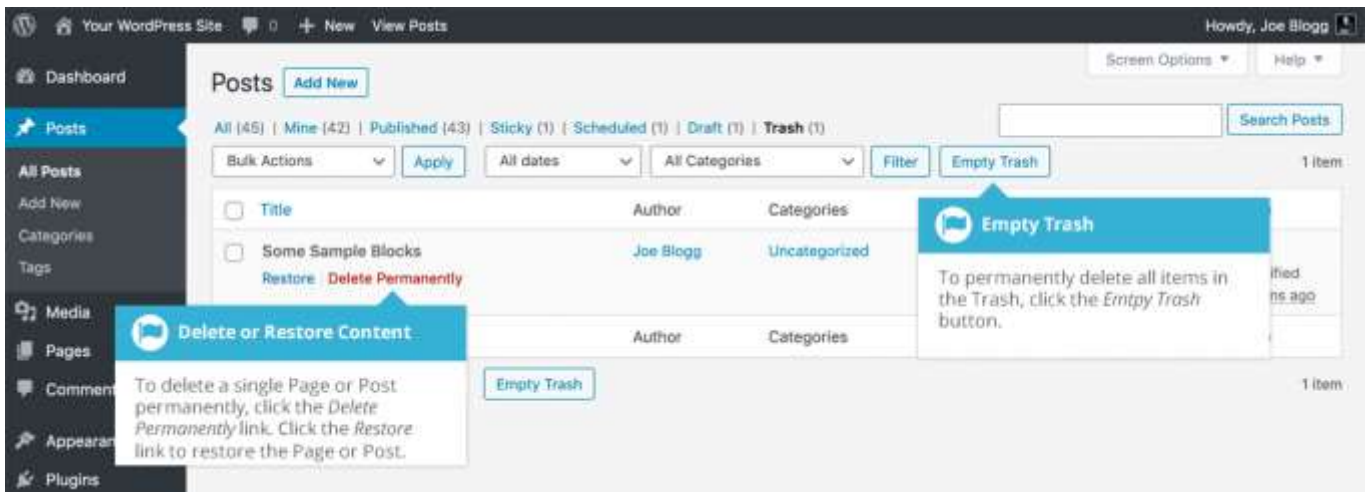 Your WordPress Site 0 + New View Posts Howdy, Joe Blogg
Screen Options Help
Dashboard
Posts Add New
Posts
All (45) | Mine (42) | Published (43) | Sticky (1) | Scheduled (1) | Draft (1) | Trash (1) Search Posts
Bulk Actions Apply All dates All Categories Filter Empty Trash 1 item
All Posts
Add New
Categories
Tags
Media
Pages
Comment
Appearan
Plugins
Title Author Categories
Some Sample Blocks Joe Blogg Uncategorized
Restore Delete Permanently
ified
ns ago
Empty Trash
To permanently delete all items in
the Trash, click the Emtpy Trash
button.
Delete or Restore Content
To delete a single Page or Post
permanently, click the Delete
Permanently link. Click the Restore
link to restore the Page or Post.
Author Categories
Empty Trash 1 item